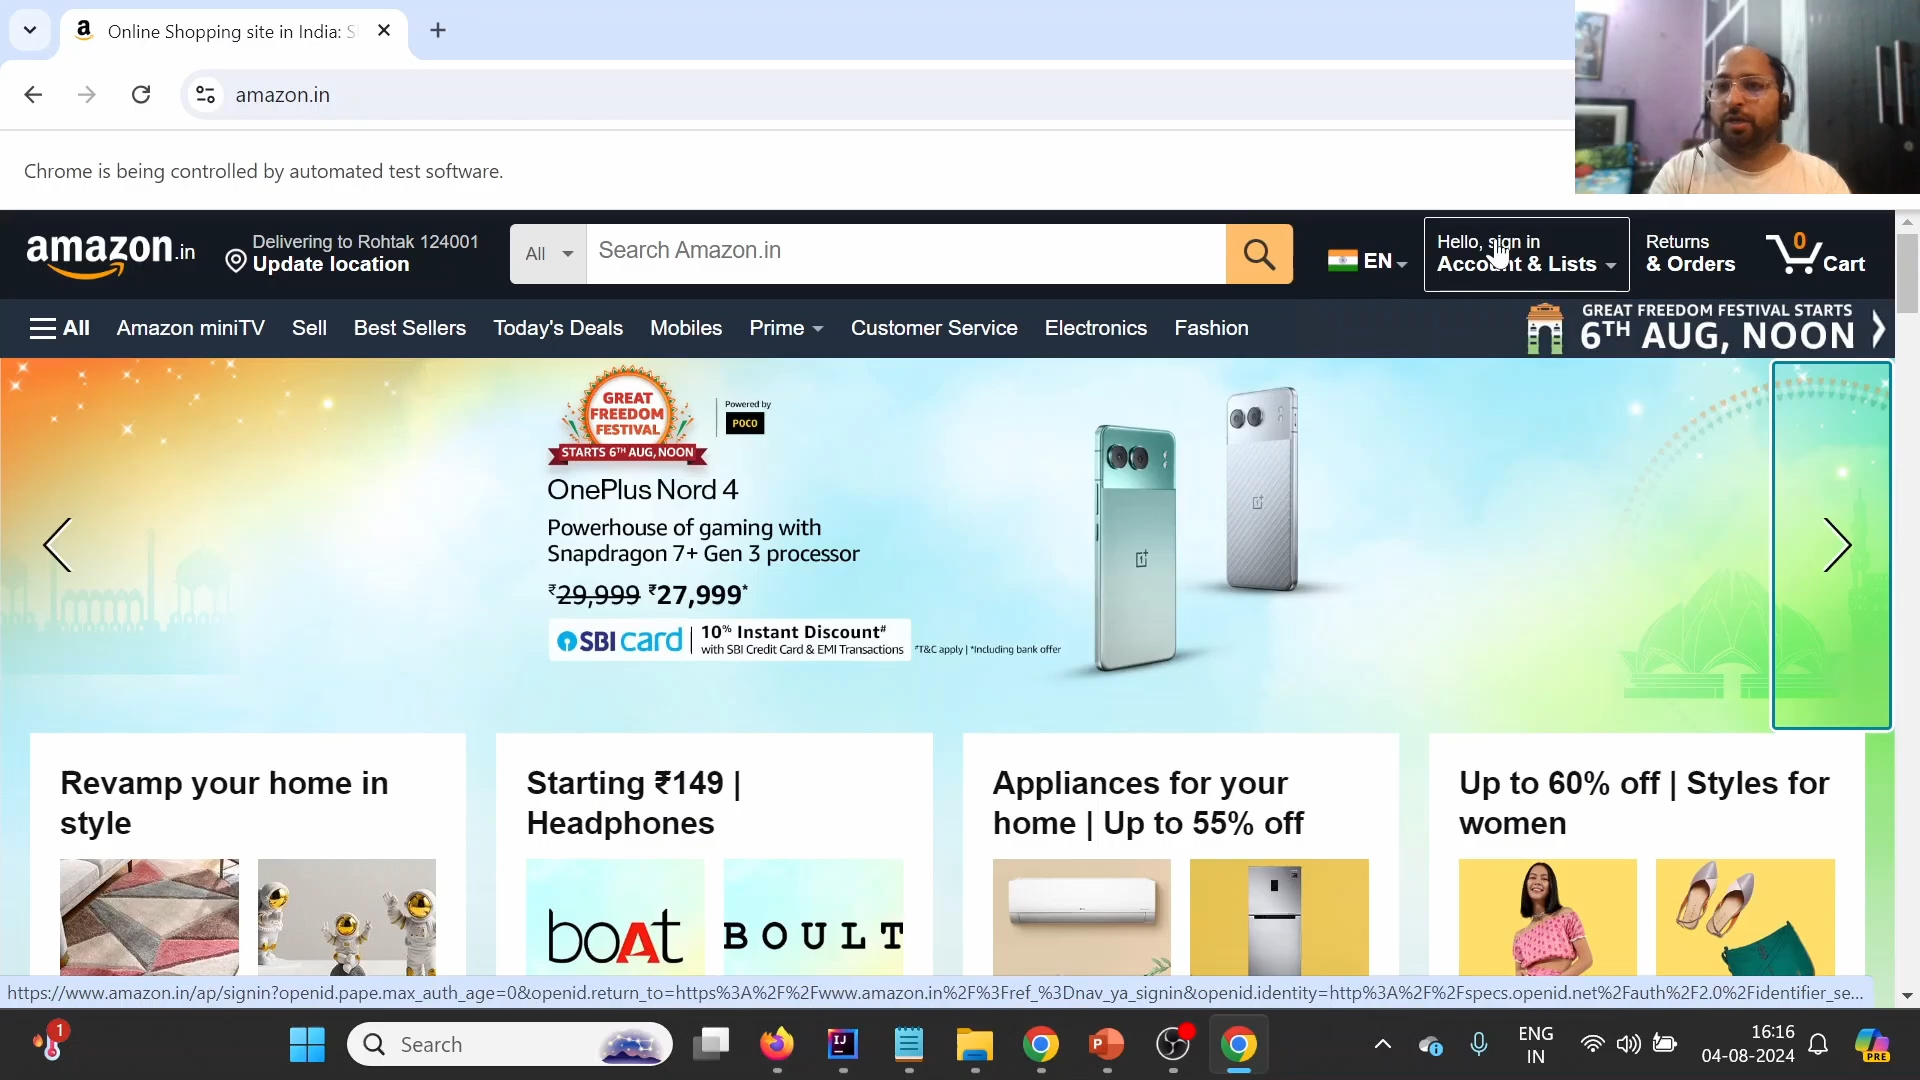 Online Shopping site in India: S
amazon.in
Chrome is being controlled by automated test software.
amazon.in
Delivering to Rohtak 124001
Update location
All
Search Amazon.in
EN
Hello, sign in
Account & Lists
Returns
& Orders
0
Cart
All
Amazon miniTV
Sell
Best Sellers
Today's Deals
Mobiles
Prime
Customer Service
Electronics
Fashion
GREAT FREEDOM FESTIVAL STARTS
6TH AUG, NOON
GREAT
FREEDOM
FESTIVAL
STARTS 6TH AUG, NOON
Powered by
POCO
OnePlus Nord 4
Powerhouse of gaming with
Snapdragon 7+ Gen 3 processor
₹29,999 ₹27,999*
SBI card
10% Instant Discount#
with SBI Credit Card & EMI Transactions
#T&C apply | *Including bank offer
Revamp your home in
style
Starting ₹149 |
Headphones
Appliances for your
home | Up to 55% off
Up to 60% off | Styles for
women
boAt
BOULT
https://www.amazon.in/ap/signin?openid.pape.max_auth_age=0&openid.return_to=https%3A%2F%2Fwww.amazon.in%2F%3Fref_%3Dnav_ya_signin&openid.identity=http%3A%2F%2Fspecs.openid.net%2Fauth%2F2.0%2Fidentifier_se...
1
Search
IJ
P
ENG
IN
16:16
04-08-2024
PRE